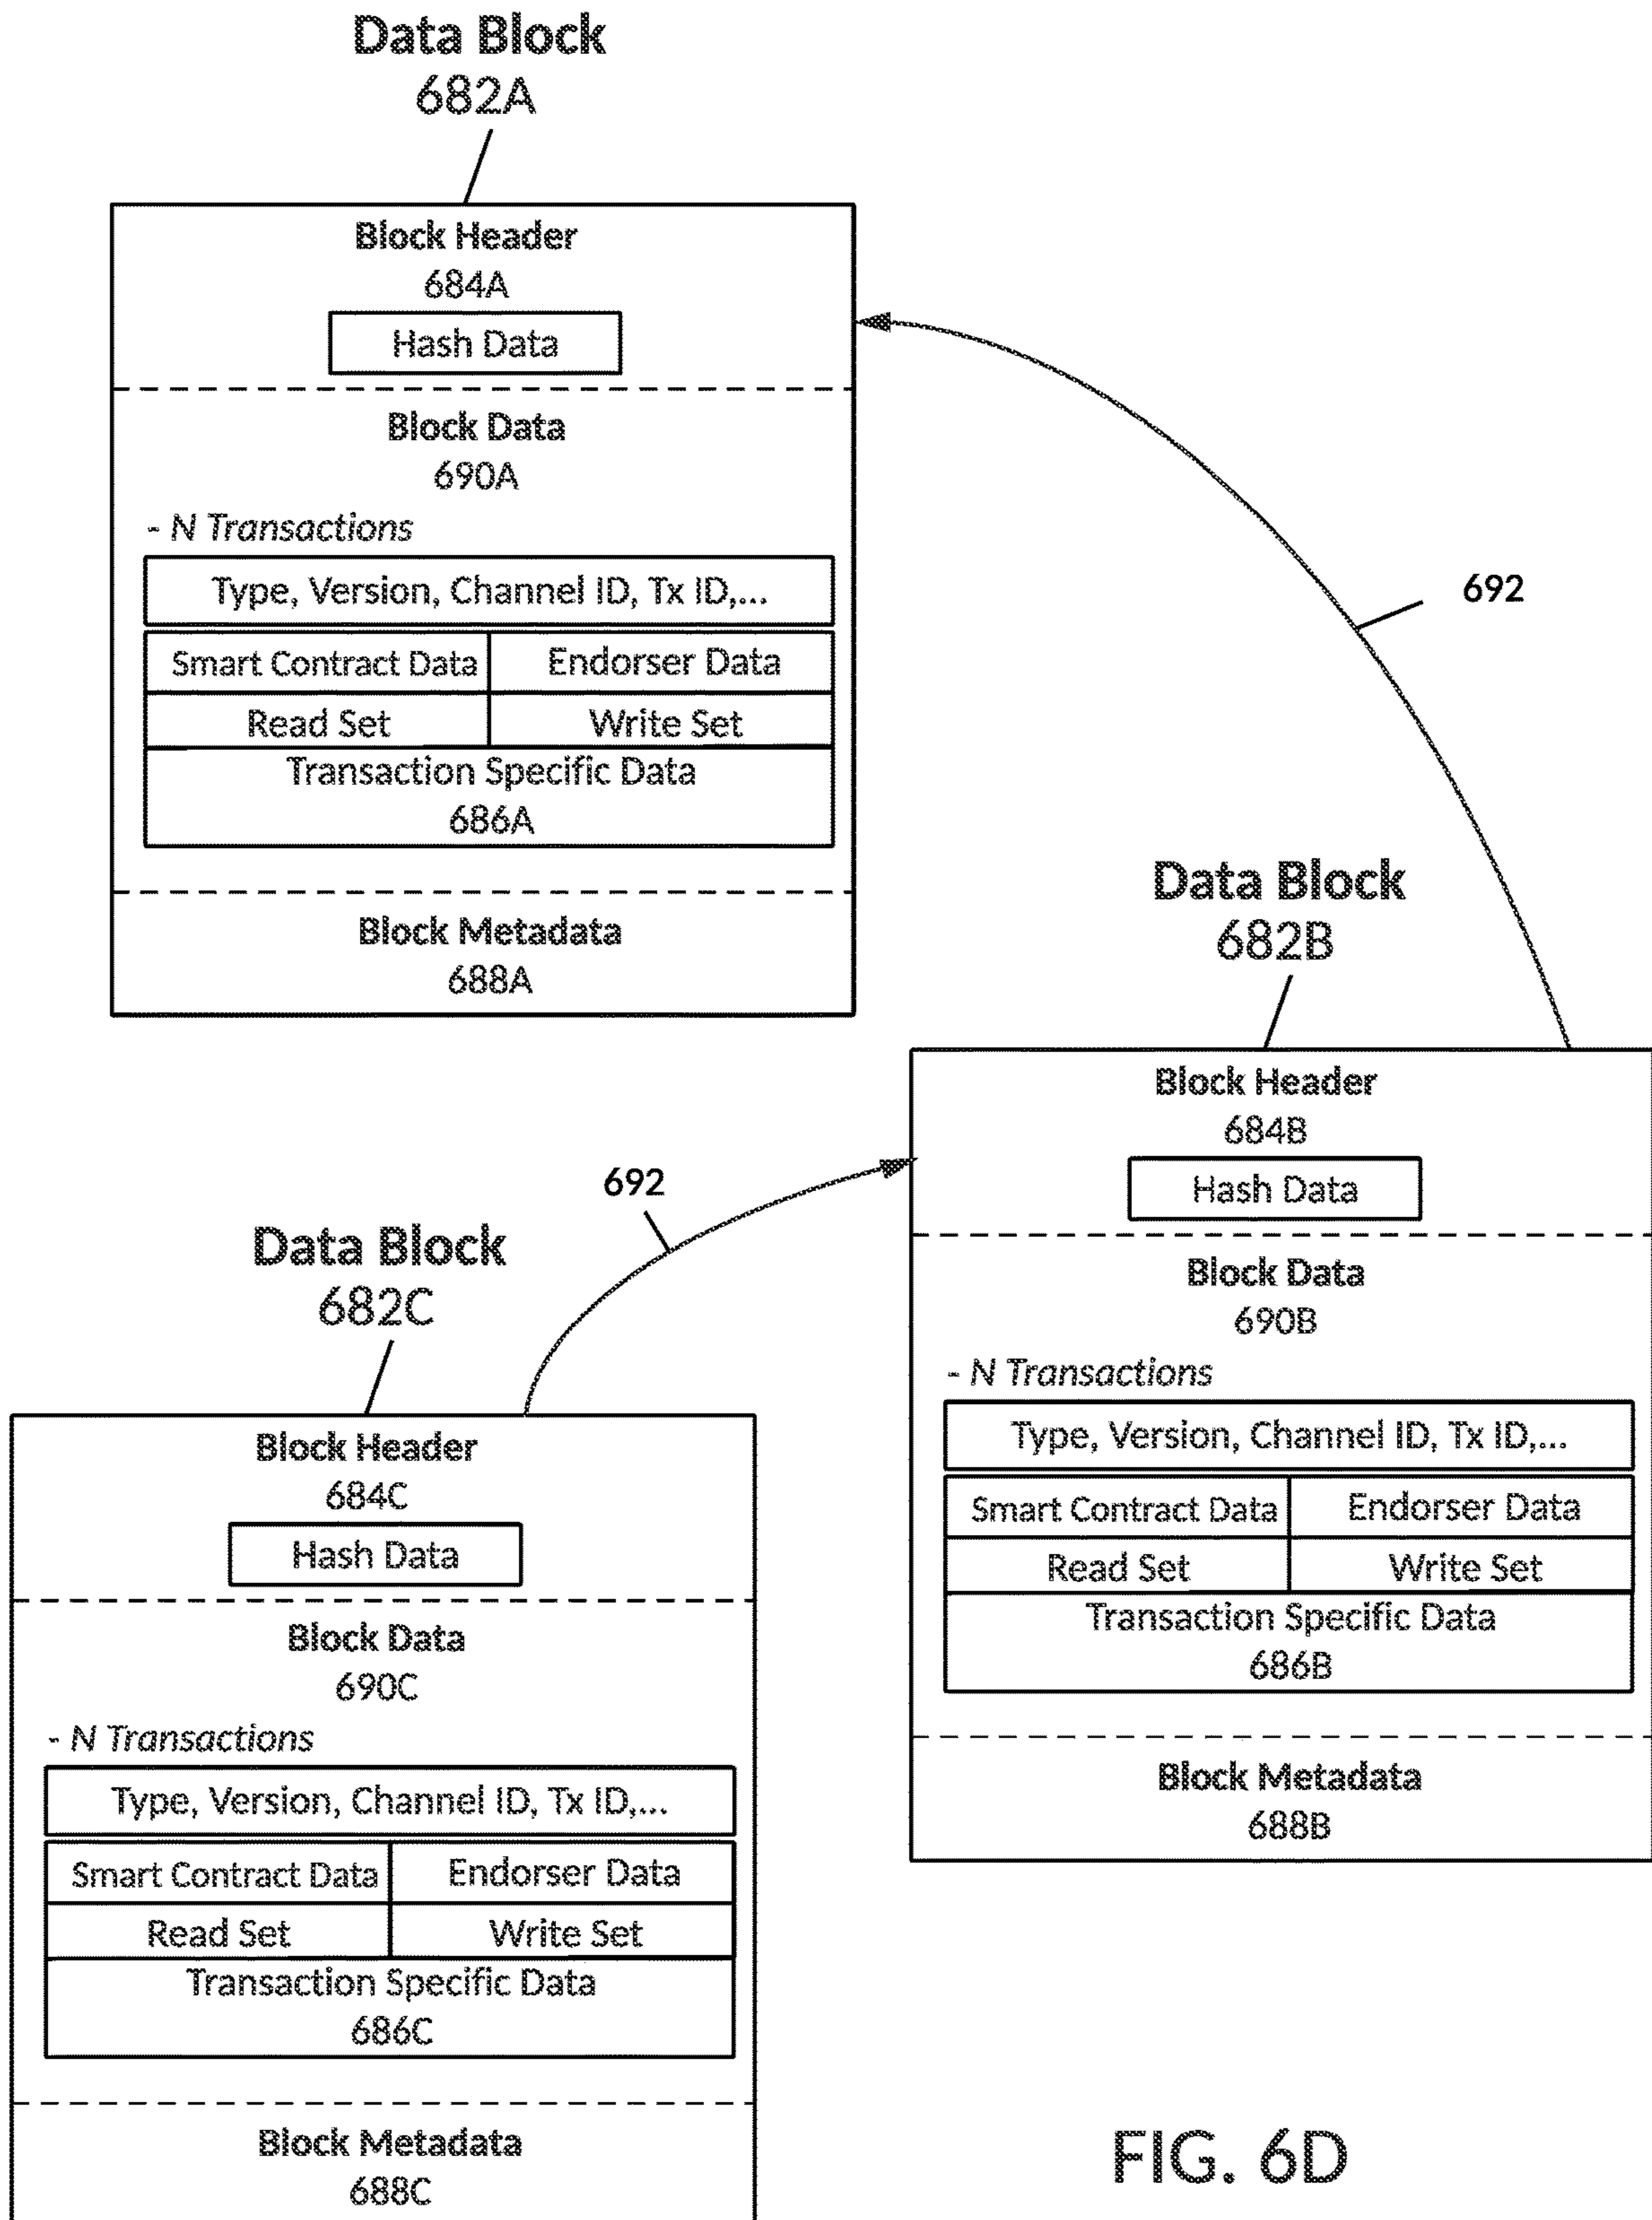 Data Block
682A
Block Header
684A
Hash Data
Block Data
690A
- N Transactions
Type, Version, Channel ID, Tx ID,...
Smart Contract Data
Endorser Data
Read Set
Write Set
Transaction Specific Data
686A
Block Metadata
688A
692
Data Block
682B
Block Header
684B
Hash Data
Block Data
690B
- N Transactions
Type, Version, Channel ID, Tx ID,...
Smart Contract Data
Endorser Data
Read Set
Write Set
Transaction Specific Data
686B
Block Metadata
688B
692
Data Block
682C
Block Header
684C
Hash Data
Block Data
690C
- N Transactions
Type, Version, Channel ID, Tx ID,...
Smart Contract Data
Endorser Data
Read Set
Write Set
Transaction Specific Data
686C
Block Metadata
688C
FIG. 6D